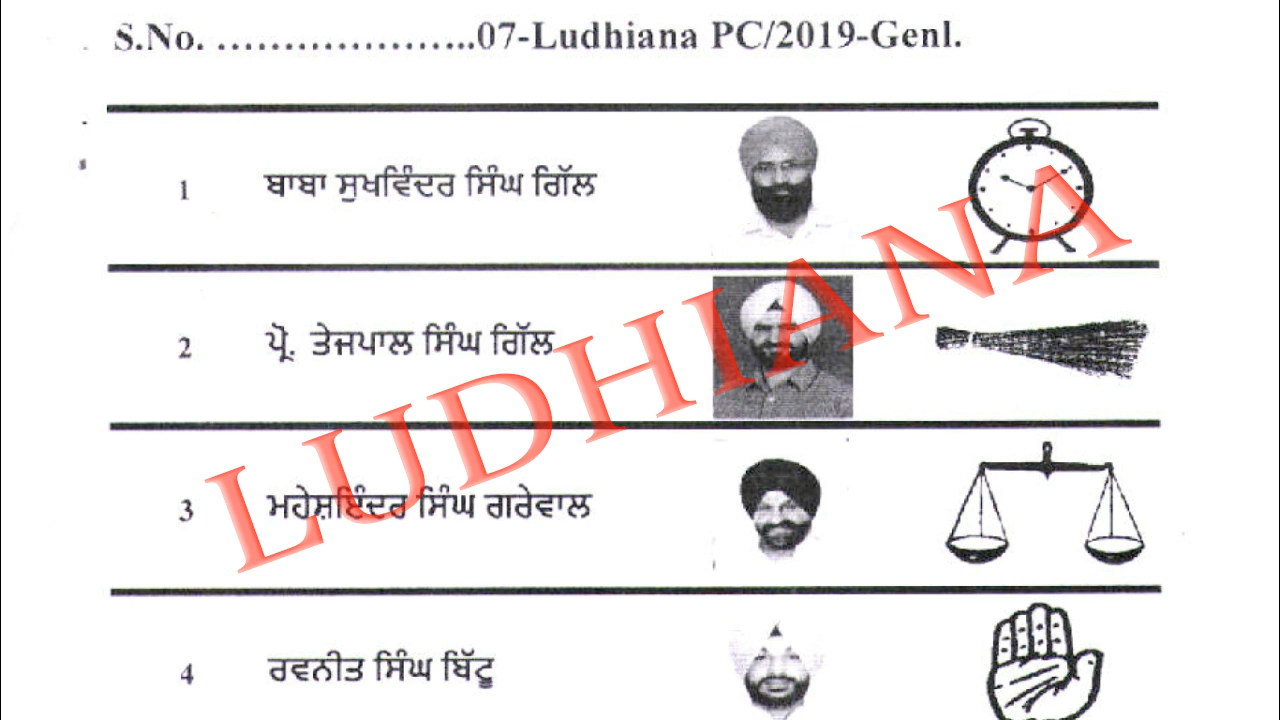 S.No. .....................07-Ludhiana PC/2019-Genl.
1 ਬਾਬਾ ਸੁਖਵਿੰਦਰ ਸਿੰਘ ਗਿੱਲ
2 ਪ੍ਰੋ. ਤੇਜਪਾਲ ਸਿੰਘ ਗਿੱਲ
3 ਮਹੇਸ਼ਇੰਦਰ ਸਿੰਘ ਗਰੇਵਾਲ
4 ਰਵਨੀਤ ਸਿੰਘ ਬਿੱਟੂ
LUDHIANA